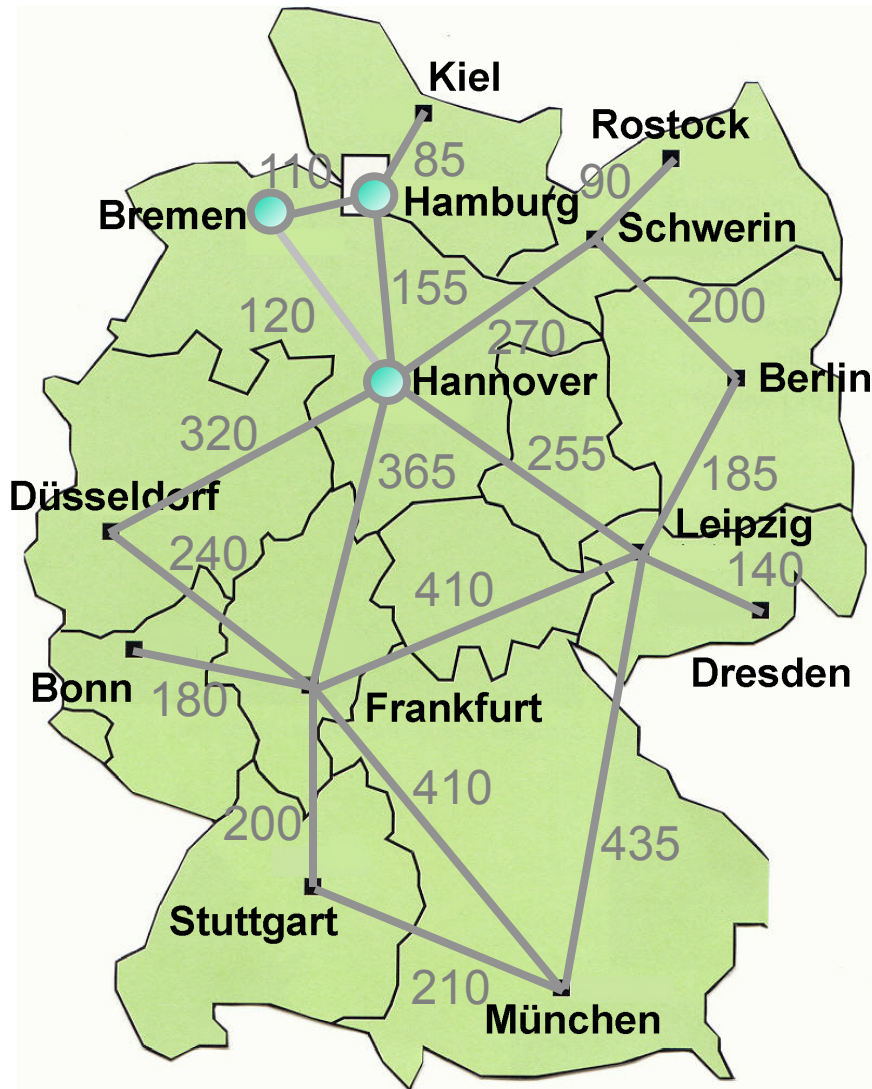 Kiel
Rostock
110
85
90
Bremen
Hamburg
Schwerin
155
200
120
270
Hannover
Berlin
320
255
365
185
Düsseldorf
Leipzig
240
140
410
Bonn
180
Dresden
Frankfurt
410
200
435
Stuttgart
210
München